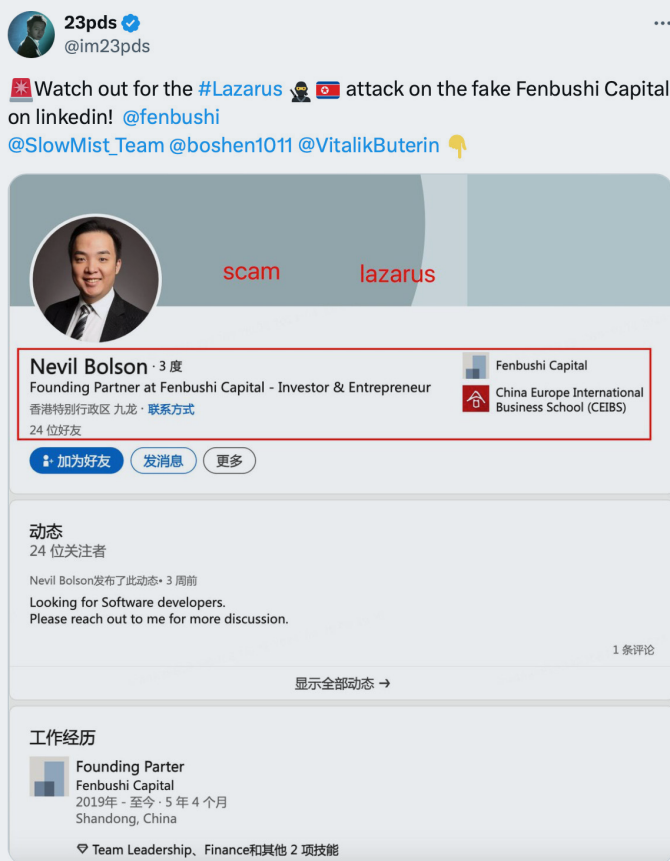 23pds
@im23pds
🚨Watch out for the #Lazarus 🥷 🇰🇵 attack on the fake Fenbushi Capital
on linkedin! @fenbushi
@SlowMist_Team @boshen1011 @VitalikButerin 👇
scam lazarus
Nevil Bolson · 3 度
Founding Partner at Fenbushi Capital - Investor & Entrepreneur
香港特别行政区 九龙 · 联系方式
24 位好友
Fenbushi Capital
China Europe International
Business School (CEIBS)
加为好友 发消息 更多
动态
24 位关注者
Nevil Bolson发布了此动态• 3 周前
Looking for Software developers.
Please reach out to me for more discussion.
1 条评论
显示全部动态 →
工作经历
Founding Parter
Fenbushi Capital
2019年 - 至今 · 5 年 4 个月
Shandong, China
Team Leadership、Finance和其他 2 项技能